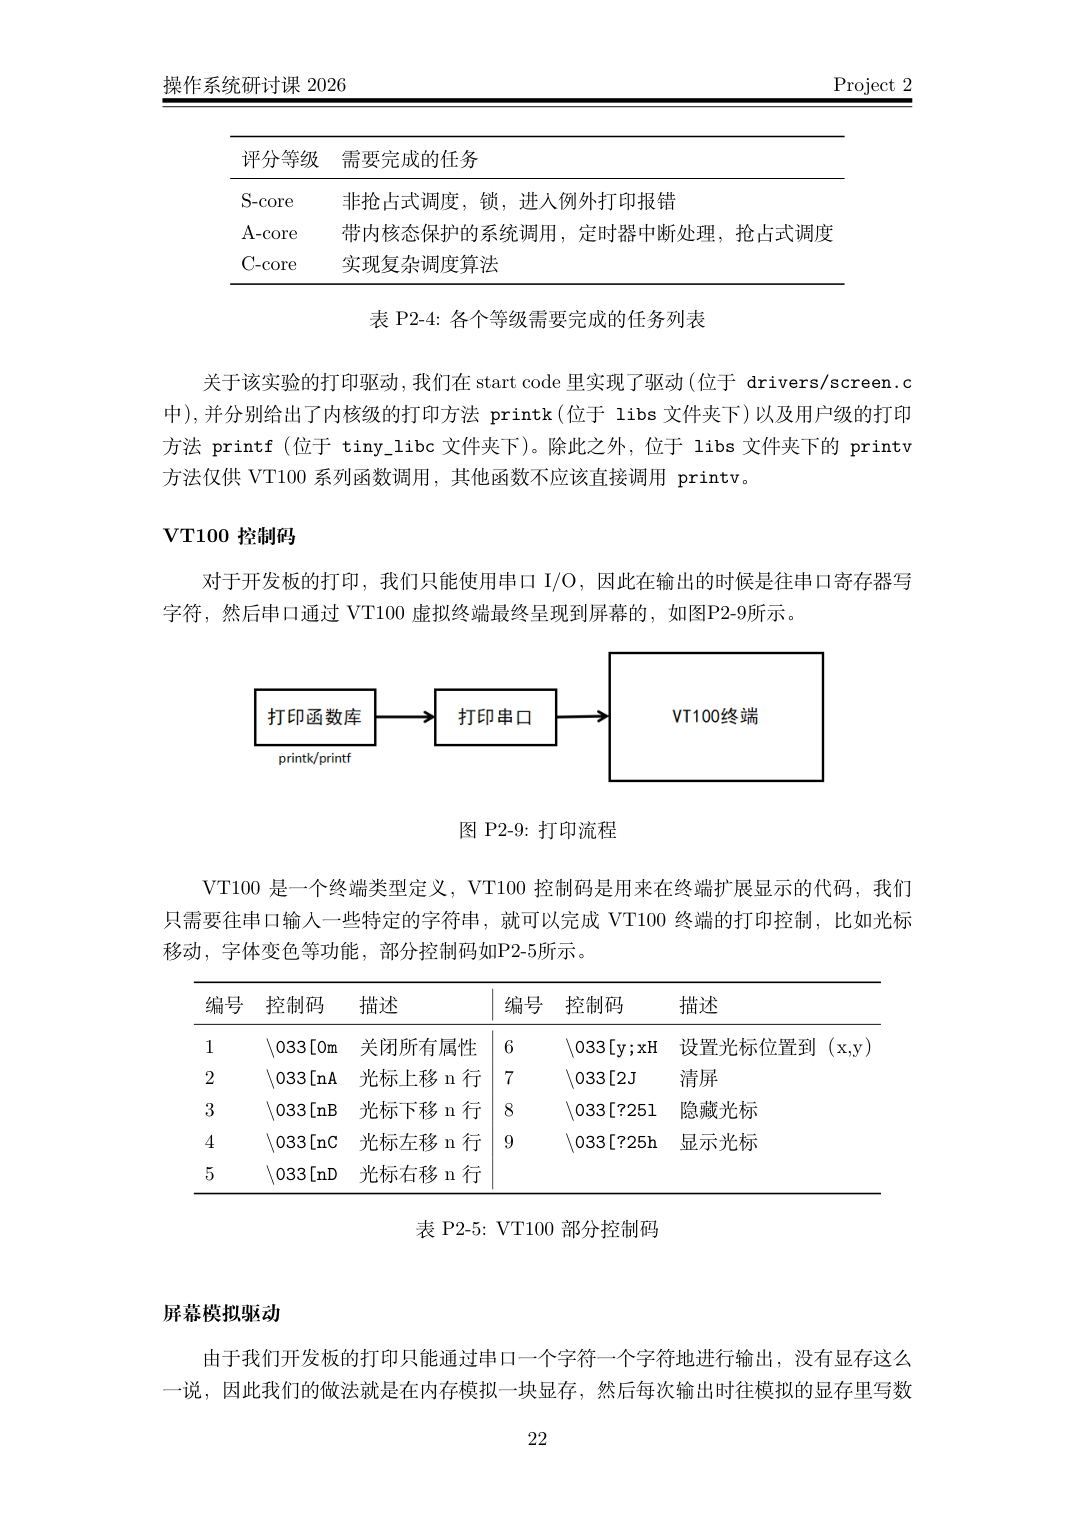 操作系统研讨课 2026 Project 2
评分等级 需要完成的任务
S-core 非抢占式调度，锁，进入例外打印报错
A-core 带内核态保护的系统调用，定时器中断处理，抢占式调度
C-core 实现复杂调度算法
表 P2-4: 各个等级需要完成的任务列表
关于该实验的打印驱动，我们在 start code 里实现了驱动（位于 drivers/screen.c
中），并分别给出了内核级的打印方法 printk（位于 libs 文件夹下）以及用户级的打印
方法 printf（位于 tiny_libc 文件夹下）。除此之外，位于 libs 文件夹下的 printv
方法仅供 VT100 系列函数调用，其他函数不应该直接调用 printv。
VT100 控制码
对于开发板的打印，我们只能使用串口 I/O，因此在输出的时候是往串口寄存器写
字符，然后串口通过 VT100 虚拟终端最终呈现到屏幕的，如图P2-9所示。
打印函数库 打印串口 VT100终端
printk/printf
图 P2-9: 打印流程
VT100 是一个终端类型定义，VT100 控制码是用来在终端扩展显示的代码，我们
只需要往串口输入一些特定的字符串，就可以完成 VT100 终端的打印控制，比如光标
移动，字体变色等功能，部分控制码如P2-5所示。
编号 控制码 描述 编号 控制码 描述
1 \033[0m 关闭所有属性 6 \033[y;xH 设置光标位置到（x,y）
2 \033[nA 光标上移 n 行 7 \033[2J 清屏
3 \033[nB 光标下移 n 行 8 \033[?25l 隐藏光标
4 \033[nC 光标左移 n 行 9 \033[?25h 显示光标
5 \033[nD 光标右移 n 行
表 P2-5: VT100 部分控制码
屏幕模拟驱动
由于我们开发板的打印只能通过串口一个字符一个字符地进行输出，没有显存这么
一说，因此我们的做法就是在内存模拟一块显存，然后每次输出时往模拟的显存里写数
22